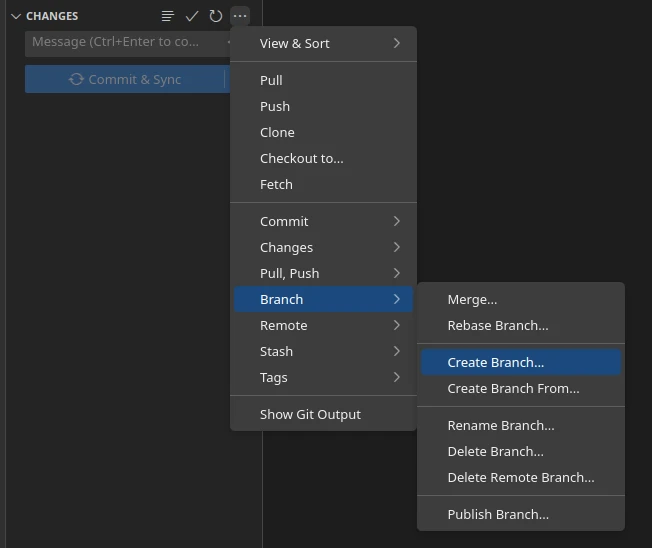 CHANGES
Message (Ctrl+Enter to co...
Commit & Sync
View & Sort
Pull
Push
Clone
Checkout to...
Fetch
Commit
Changes
Pull, Push
Branch
Remote
Stash
Tags
Show Git Output
Merge...
Rebase Branch...
Create Branch...
Create Branch From...
Rename Branch...
Delete Branch...
Delete Remote Branch...
Publish Branch...